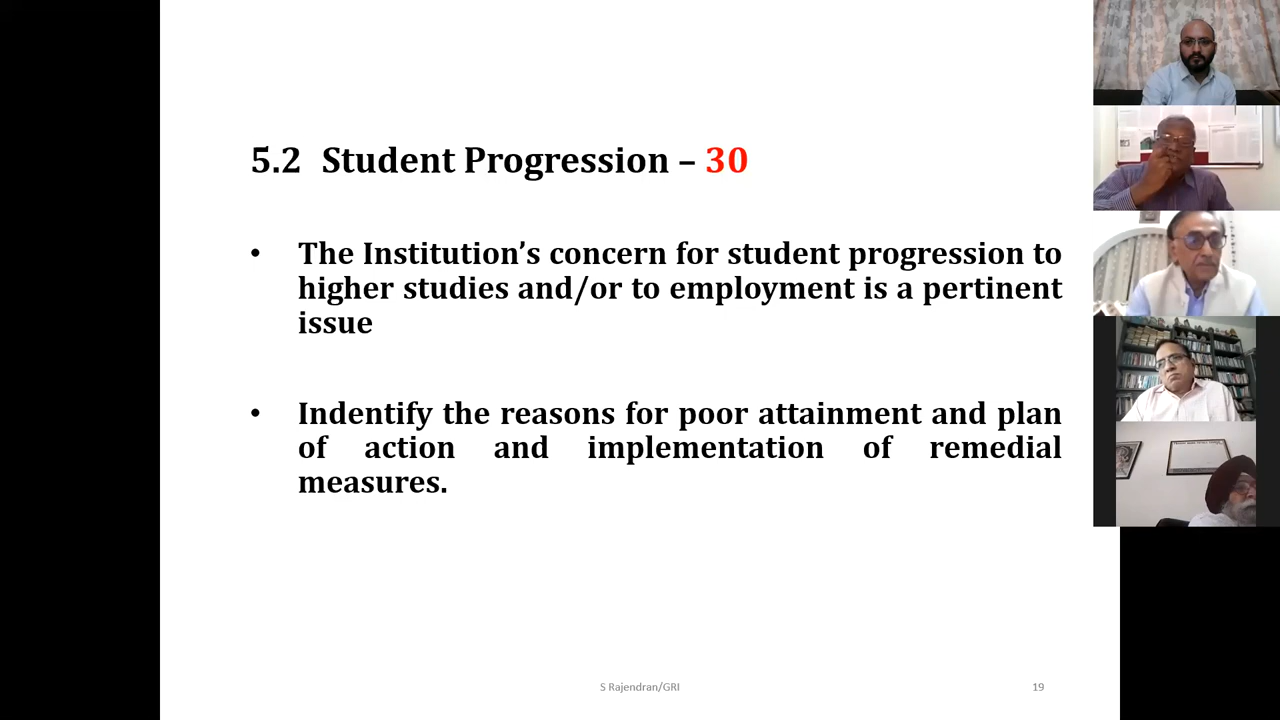 5.2 Student Progression – 30
• The Institution’s concern for student progression to
higher studies and/or to employment is a pertinent
issue
• Indentify the reasons for poor attainment and plan
of action and implementation of remedial
measures.
S Rajendran/GRI
19